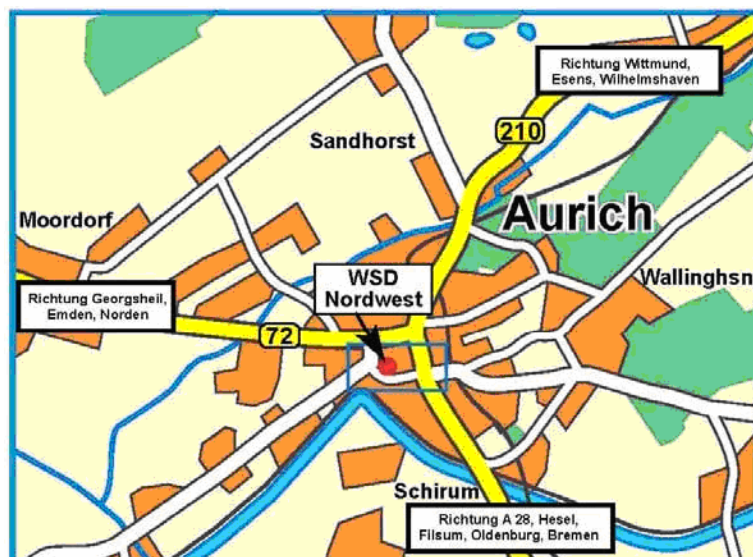 Richtung Wittmund,
Esens, Wilhelmshaven
210
Sandhorst
Aurich
Moordorf
WSD
Nordwest
Wallinghsn
Richtung Georgsheil,
Emden, Norden
72
Schirum
Richtung A 28, Hesel,
Filsum, Oldenburg, Bremen